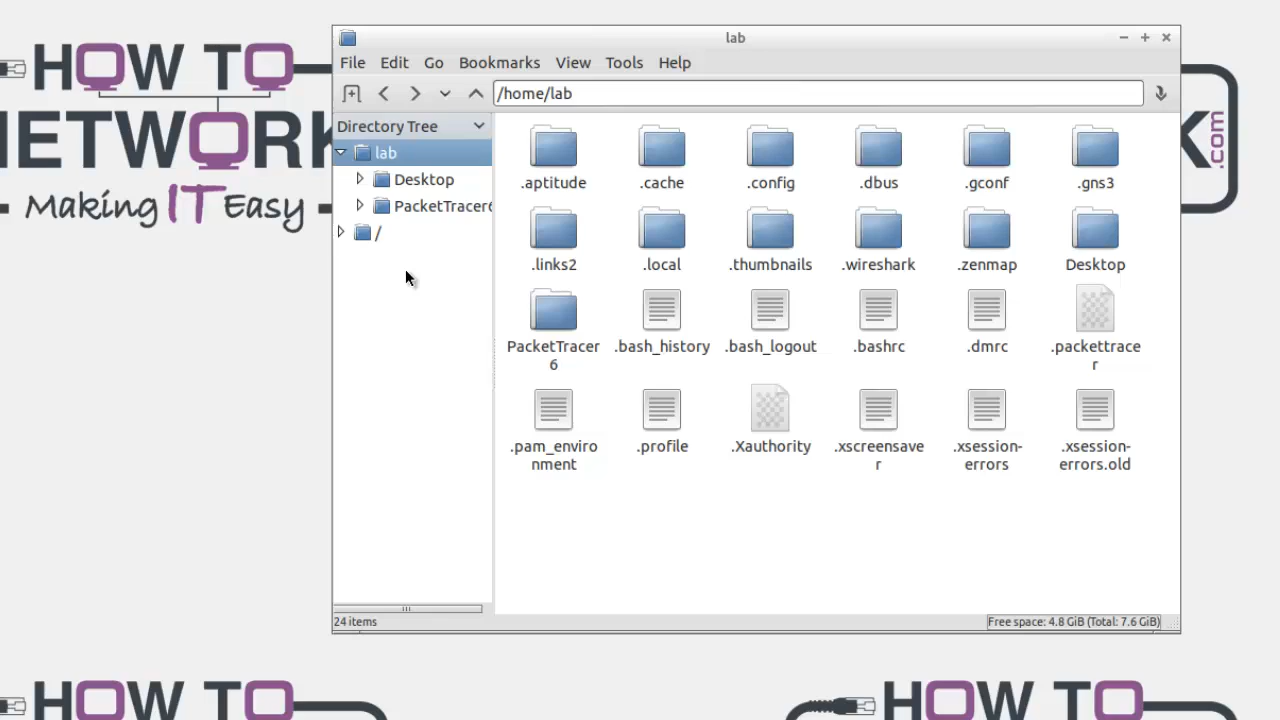 HOW TO
NETWORK
.com
Making IT Easy
lab
File Edit Go Bookmarks View Tools Help
/home/lab
Directory Tree
lab
Desktop
PacketTracer6
/
.aptitude .cache .config .dbus .gconf .gns3
.links2 .local .thumbnails .wireshark .zenmap Desktop
PacketTracer .bash_history .bash_logout .bashrc .dmrc .packettrace
6 r
.pam_enviro .profile .Xauthority .xscreensave .xsession- .xsession-
nment r errors errors.old
24 items
Free space: 4.8 GiB (Total: 7.6 GiB)
HOW TO
HOW TO